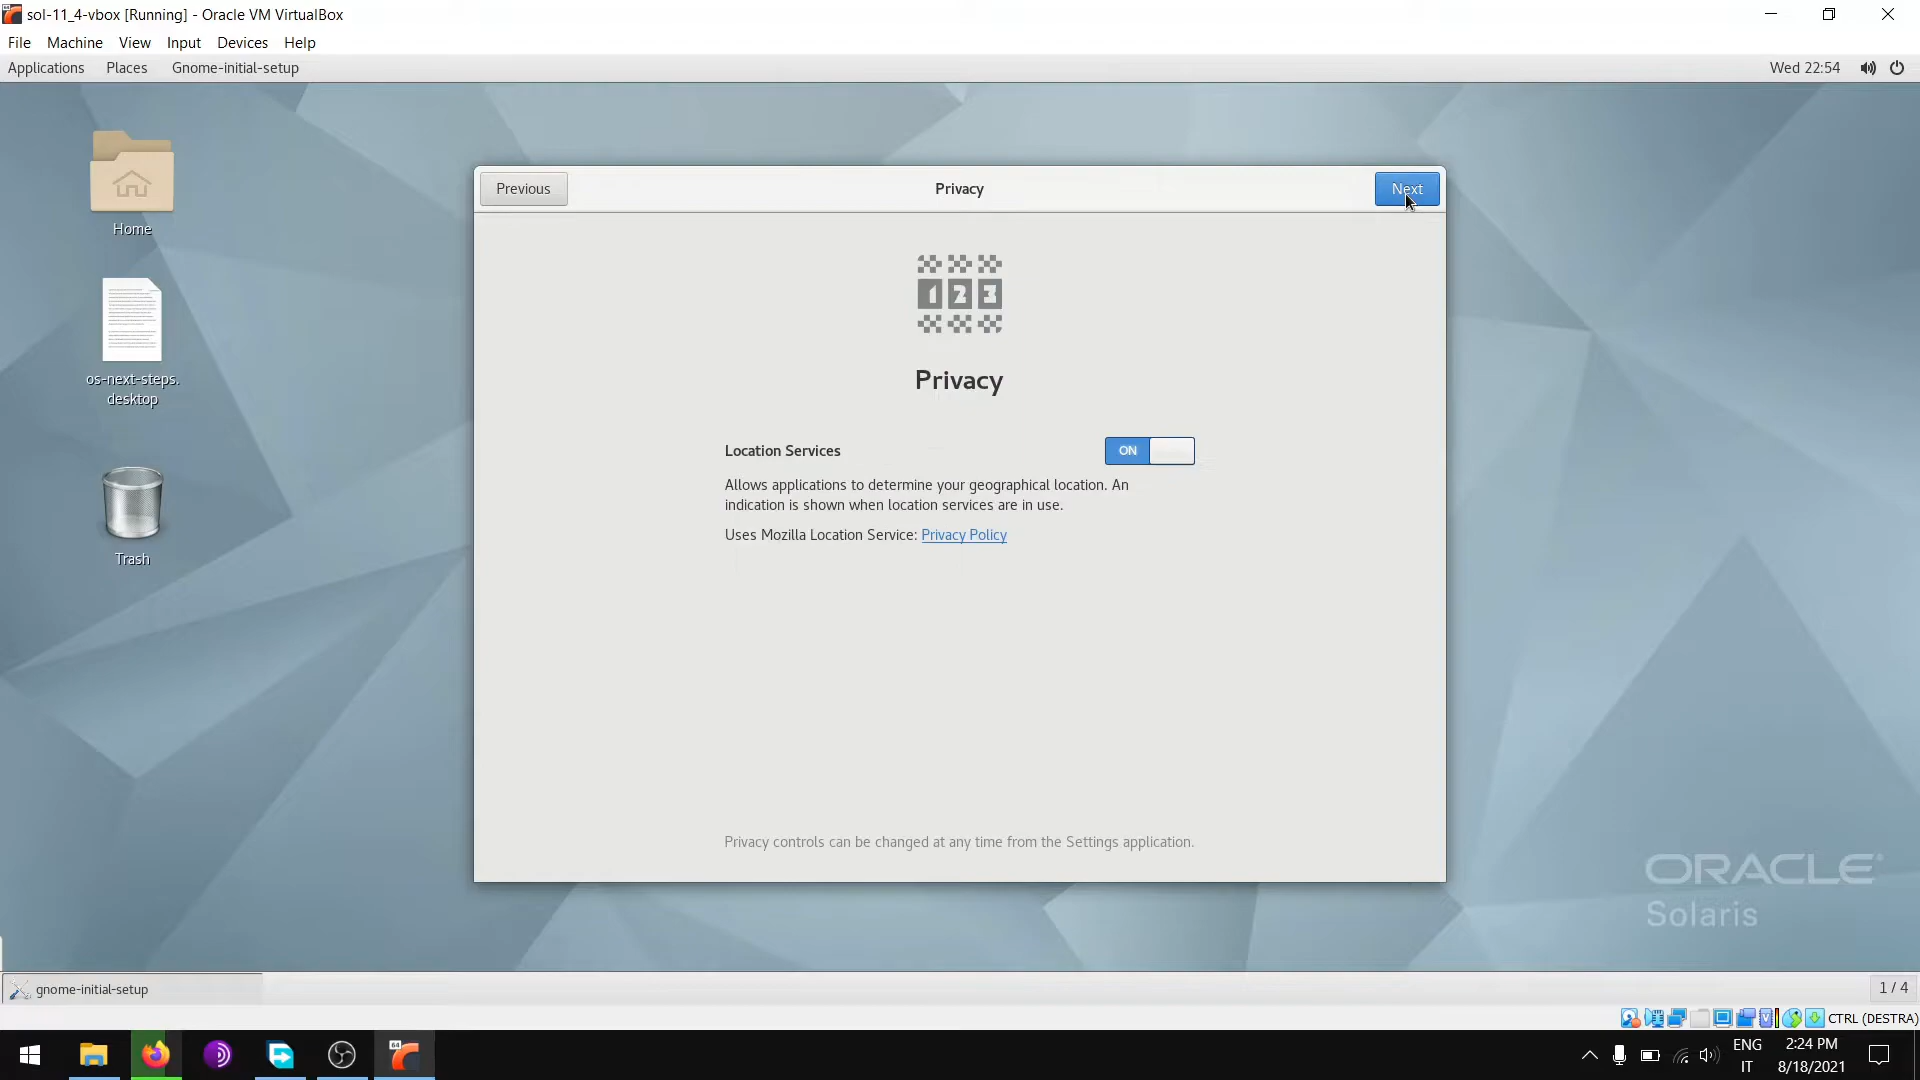 sol-11_4-vbox [Running] - Oracle VM VirtualBox
File Machine View Input Devices Help
Applications Places Gnome-initial-setup Wed 22:54
Previous Privacy Next
Home
os-next-steps.
desktop
Trash
1 2 3
Privacy
Location Services ON
Allows applications to determine your geographical location. An
indication is shown when location services are in use.
Uses Mozilla Location Service: Privacy Policy
Privacy controls can be changed at any time from the Settings application.
ORACLE
Solaris
gnome-initial-setup 1 / 4
CTRL (DESTRA)
64
ENG
IT
2:24 PM
8/18/2021